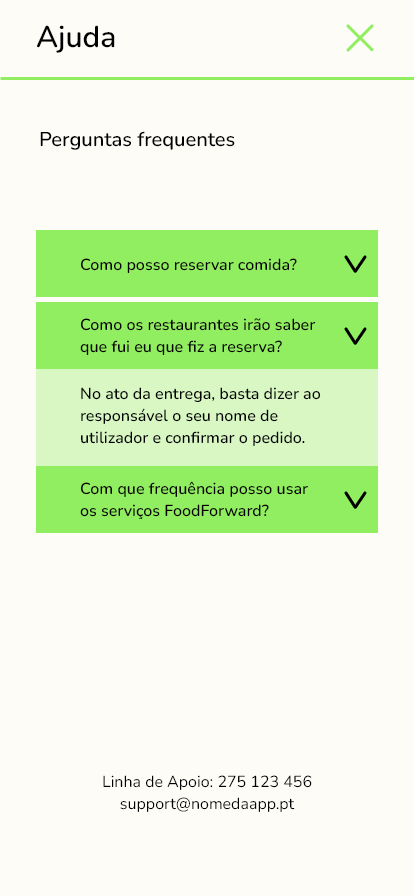 Ajuda
Perguntas frequentes
Como posso reservar comida?
Como os restaurantes irão saber
que fui eu que fiz a reserva?
No ato da entrega, basta dizer ao
responsável o seu nome de
utilizador e confirmar o pedido.
Com que frequência posso usar
os serviços FoodForward?
Linha de Apoio: 275 123 456
support@nomedaapp.pt